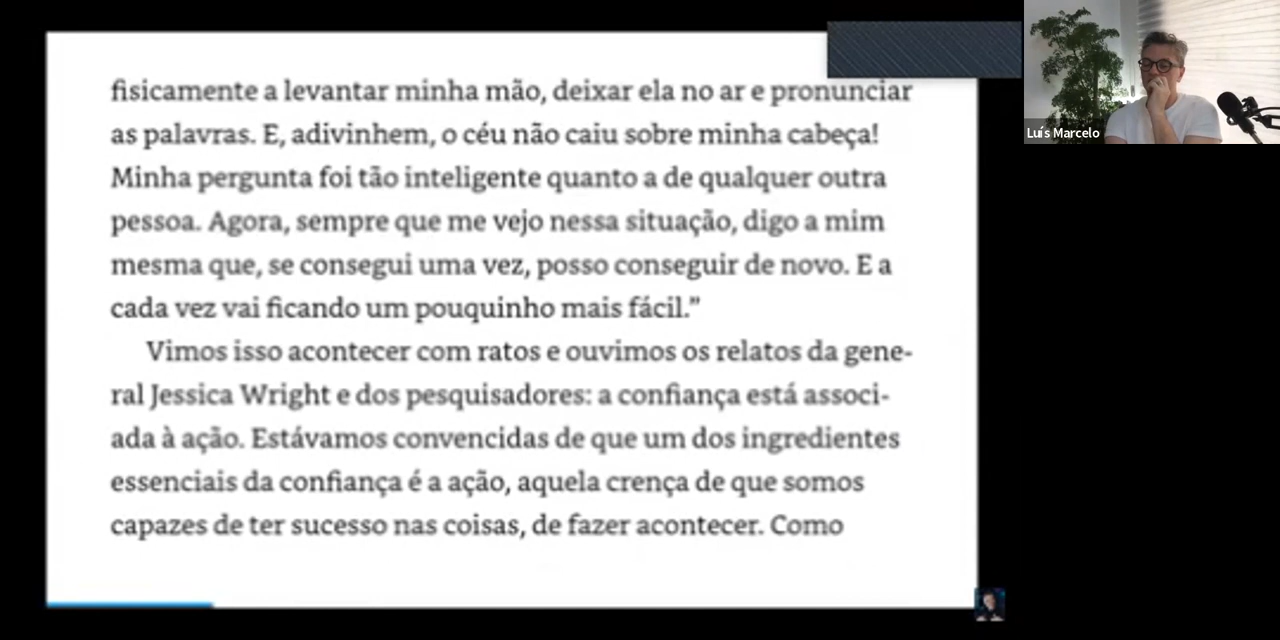 fisicamente a levantar minha mão, deixar ela no ar e pronunciar
as palavras. E, adivinhem, o céu não caiu sobre minha cabeça!
Minha pergunta foi tão inteligente quanto a de qualquer outra
pessoa. Agora, sempre que me vejo nessa situação, digo a mim
mesma que, se consegui uma vez, posso conseguir de novo. E a
cada vez vai ficando um pouquinho mais fácil.”
Vimos isso acontecer com ratos e ouvimos os relatos da gene-
ral Jessica Wright e dos pesquisadores: a confiança está associ-
ada à ação. Estávamos convencidas de que um dos ingredientes
essenciais da confiança é a ação, aquela crença de que somos
capazes de ter sucesso nas coisas, de fazer acontecer. Como
Luís Marcelo